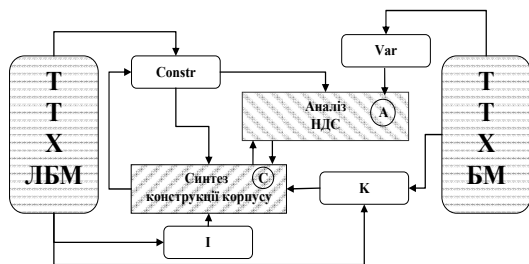 Т
Т
Х
ЛБМ
Constr
Var
Аналіз
НДС
А
Синтез
конструкції корпусу
С
І
К
Т
Т
Х
БМ